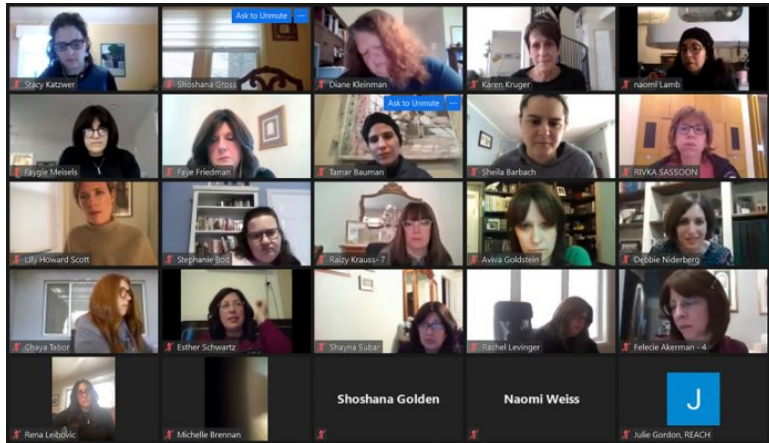 Ask to Unmute
Stacy Katzwer
Shoshana Gross
Diane Kleinman
Karen Kruger
naomi Lamb
Ask to Unmute
Faygie Meisels
Faye Friedman
Tamar Bauman
Sheila Barbach
RIVKA SASSOON
Lilly Howard Scott
Stephanie Bod
Raizy Krauss- 7
Aviva Goldstein
Debbie Niderberg
Chaya Tabor
Esther Schwartz
Shayna Subar
Rachel Levinger
Felecie Akerman - 4
Rena Leibovic
Michelle Brennan
Shoshana Golden
Naomi Weiss
J
Julie Gordon, REACH